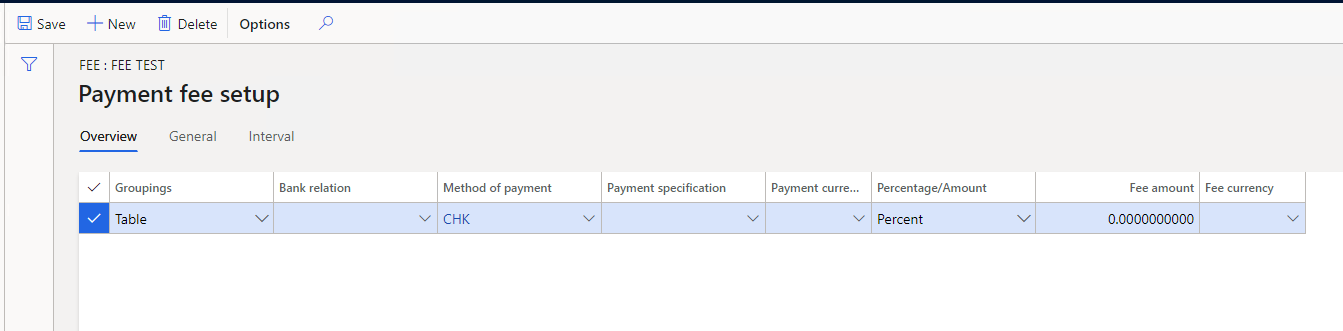 Save New Delete Options
FEE : FEE TEST
Payment fee setup
Overview General Interval
Groupings Bank relation Method of payment Payment specification Payment curre... Percentage/Amount Fee amount Fee currency
Table CHK Percent 0.0000000000